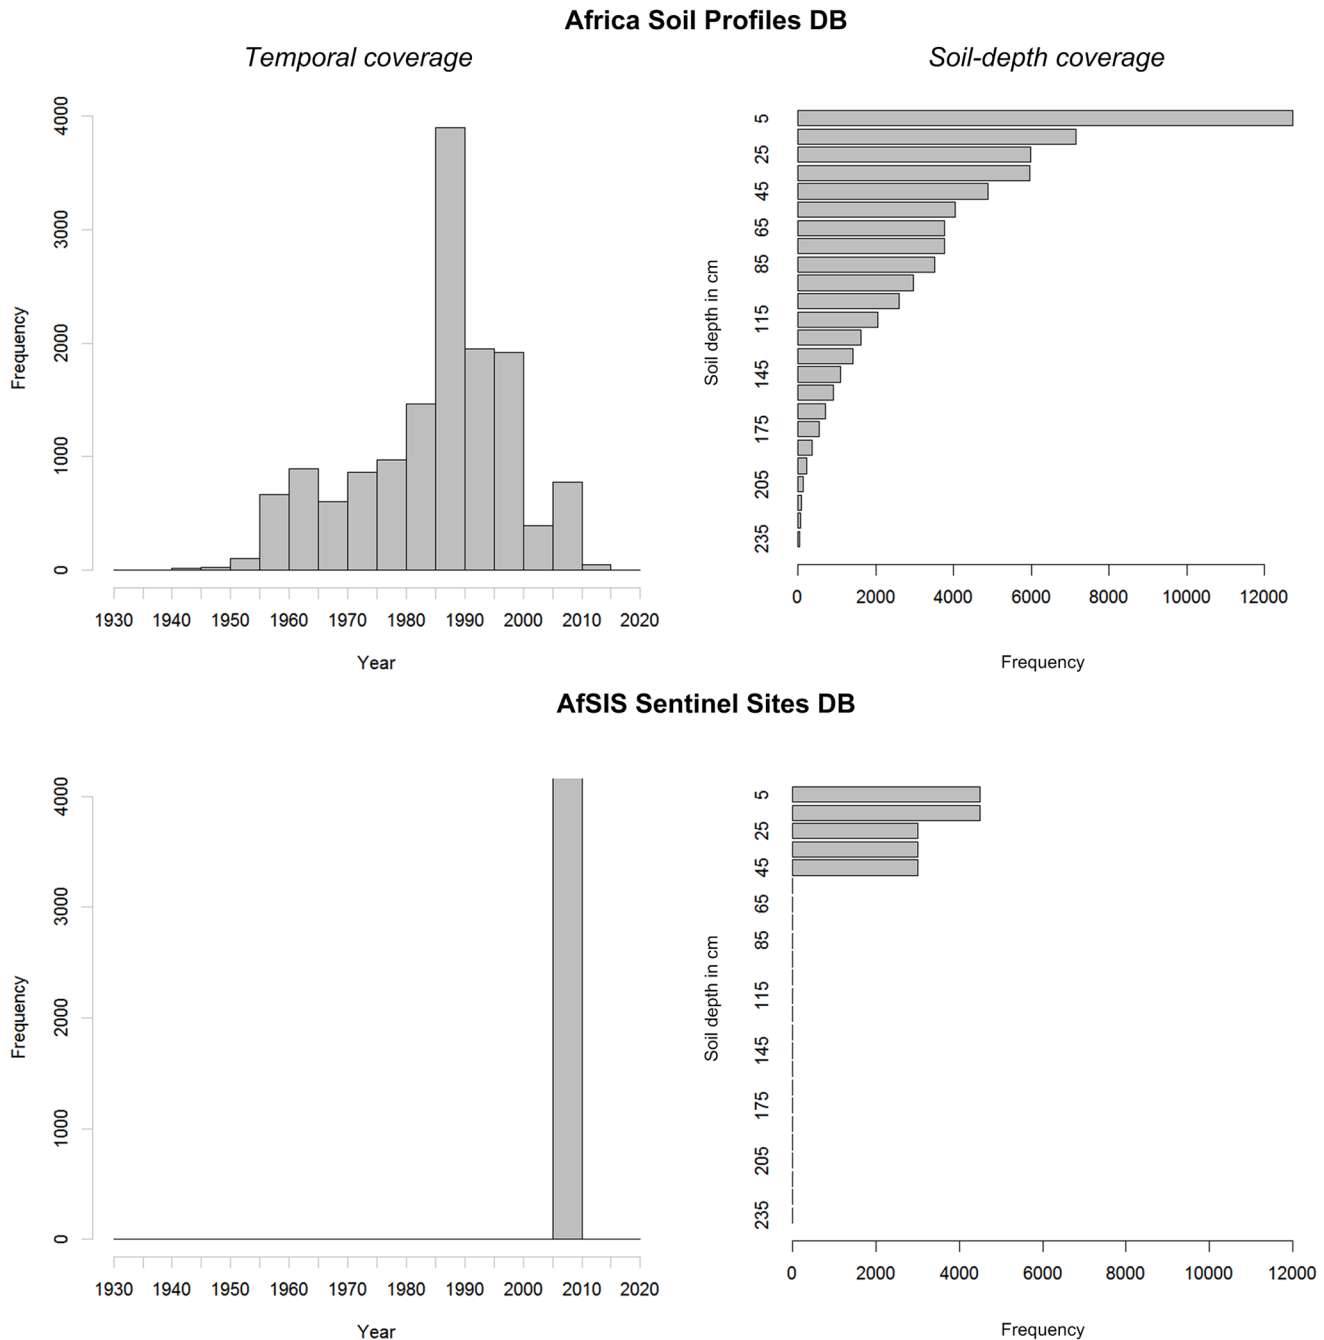 Africa Soil Profiles DB
Temporal coverage
Soil-depth coverage
4000
3000
2000
1000
0
Frequency
1930 1940 1950 1960 1970 1980 1990 2000 2010 2020
Year
5
25
45
65
85
115
145
175
205
235
Soil depth in cm
0 2000 4000 6000 8000 10000 12000
Frequency
AfSIS Sentinel Sites DB
4000
3000
2000
1000
0
Frequency
1930 1940 1950 1960 1970 1980 1990 2000 2010 2020
Year
5
25
45
65
85
115
145
175
205
235
Soil depth in cm
0 2000 4000 6000 8000 10000 12000
Frequency